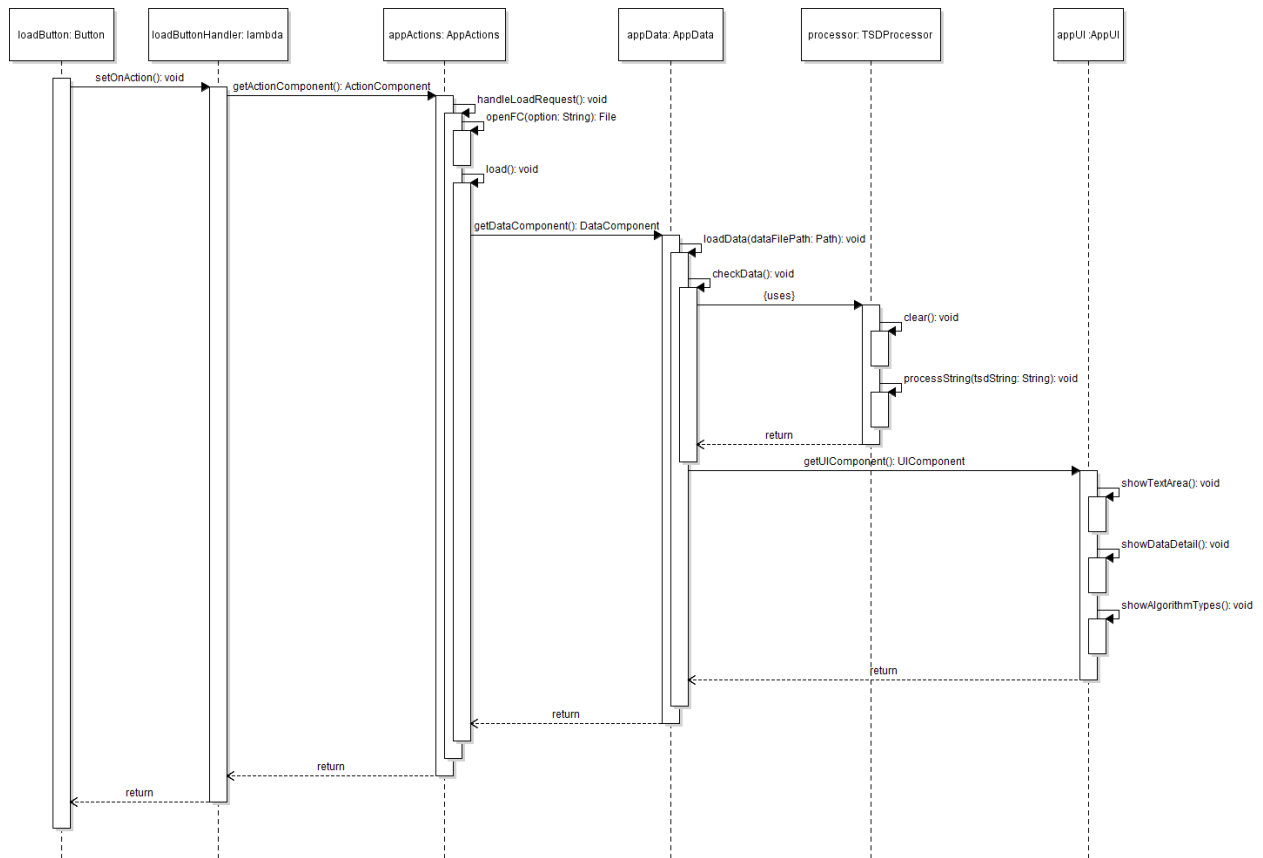 loadButton: Button
loadButtonHandler: lambda
appActions: AppActions
appData: AppData
processor: TSDProcessor
appUI :AppUI
setOnAction(): void
getActionComponent(): ActionComponent
handleLoadRequest(): void
openFC(option: String): File
load(): void
getDataComponent(): DataComponent
loadData(dataFilePath: Path): void
checkData(): void
{uses}
clear(): void
processString(tsdString: String): void
return
getUIComponent(): UIComponent
showTextArea(): void
showDataDetail(): void
showAlgorithmTypes(): void
return
return
return
return